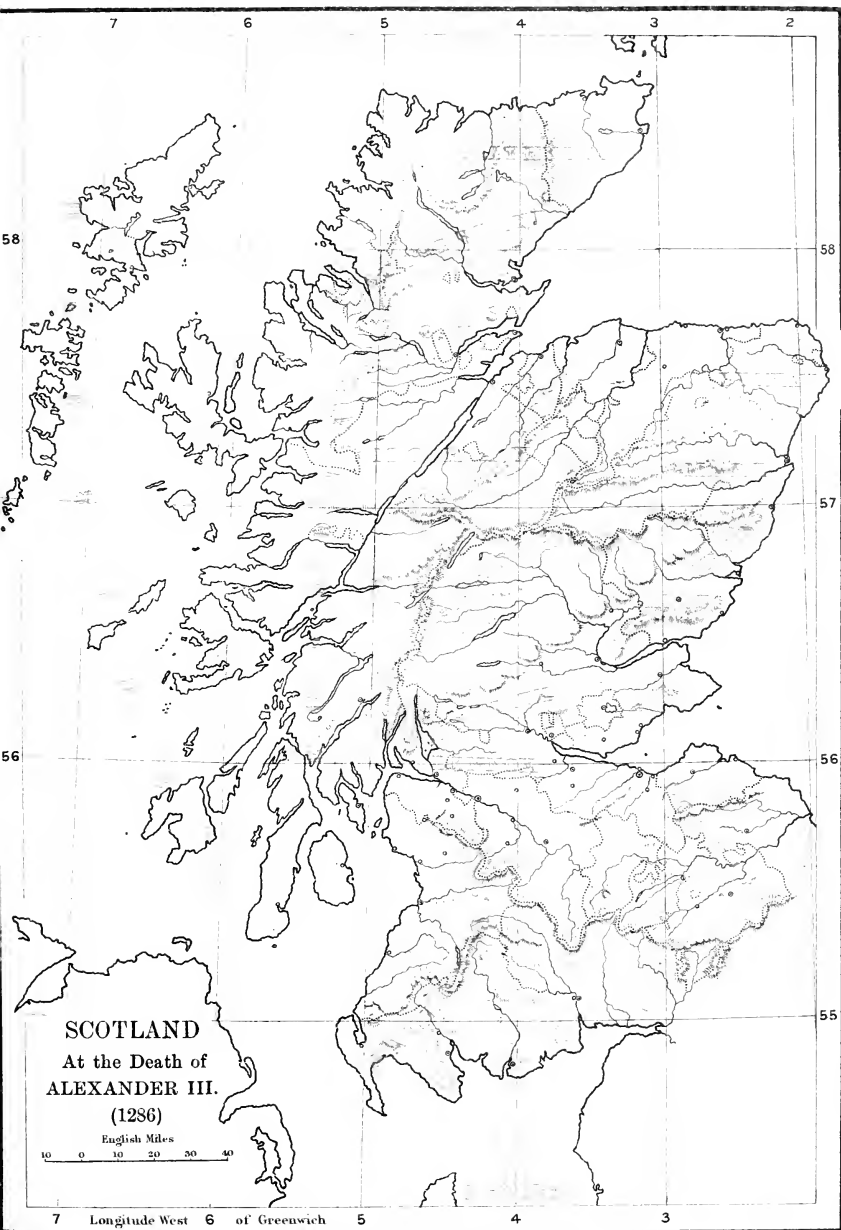 7 6 5 4 3 2
58 58
57 57
56 56
55
SCOTLAND
At the Death of
ALEXANDER III.
(1286)
English Miles
10 0 10 20 30 40
7 Longitude West 6 of Greenwich 5 4 3